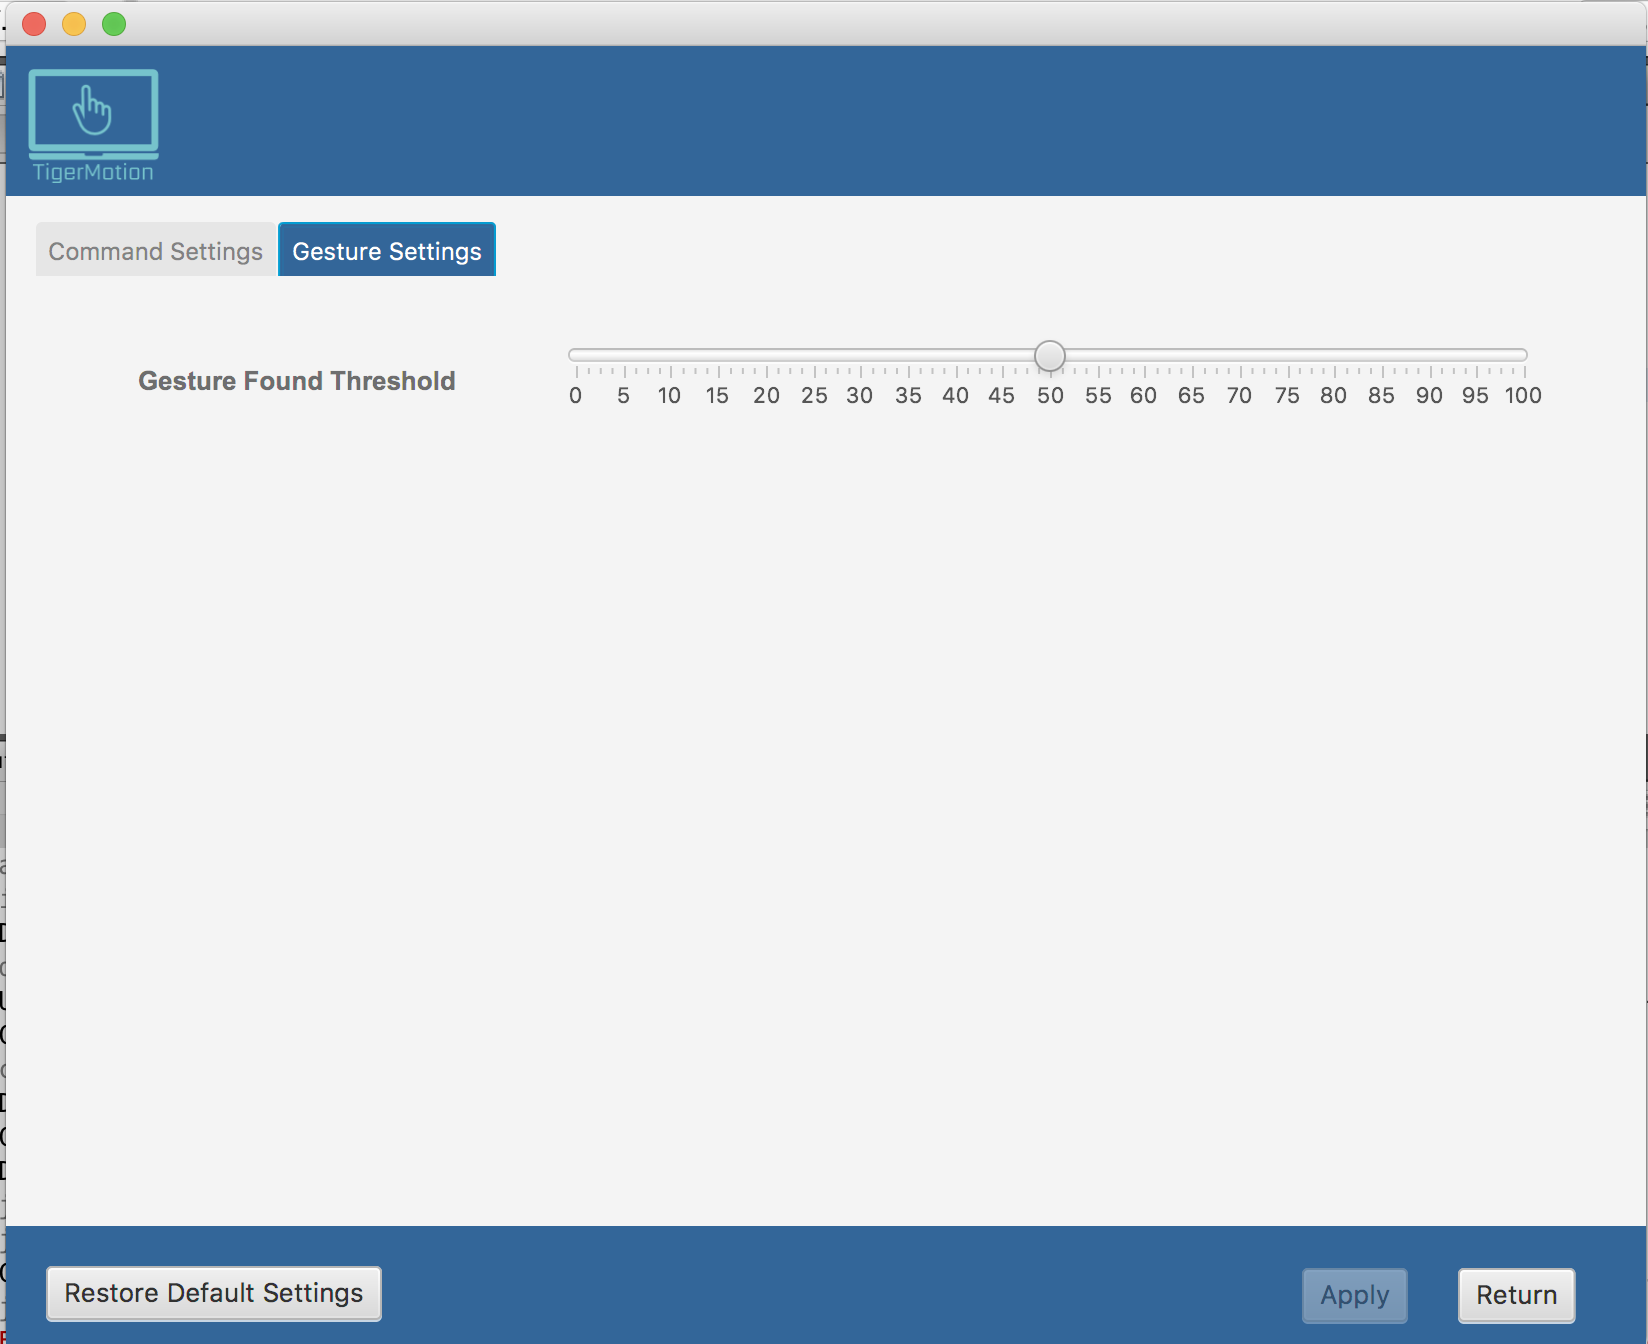 TigerMotion
Command Settings Gesture Settings
Gesture Found Threshold
0 5 10 15 20 25 30 35 40 45 50 55 60 65 70 75 80 85 90 95 100
Restore Default Settings Apply Return